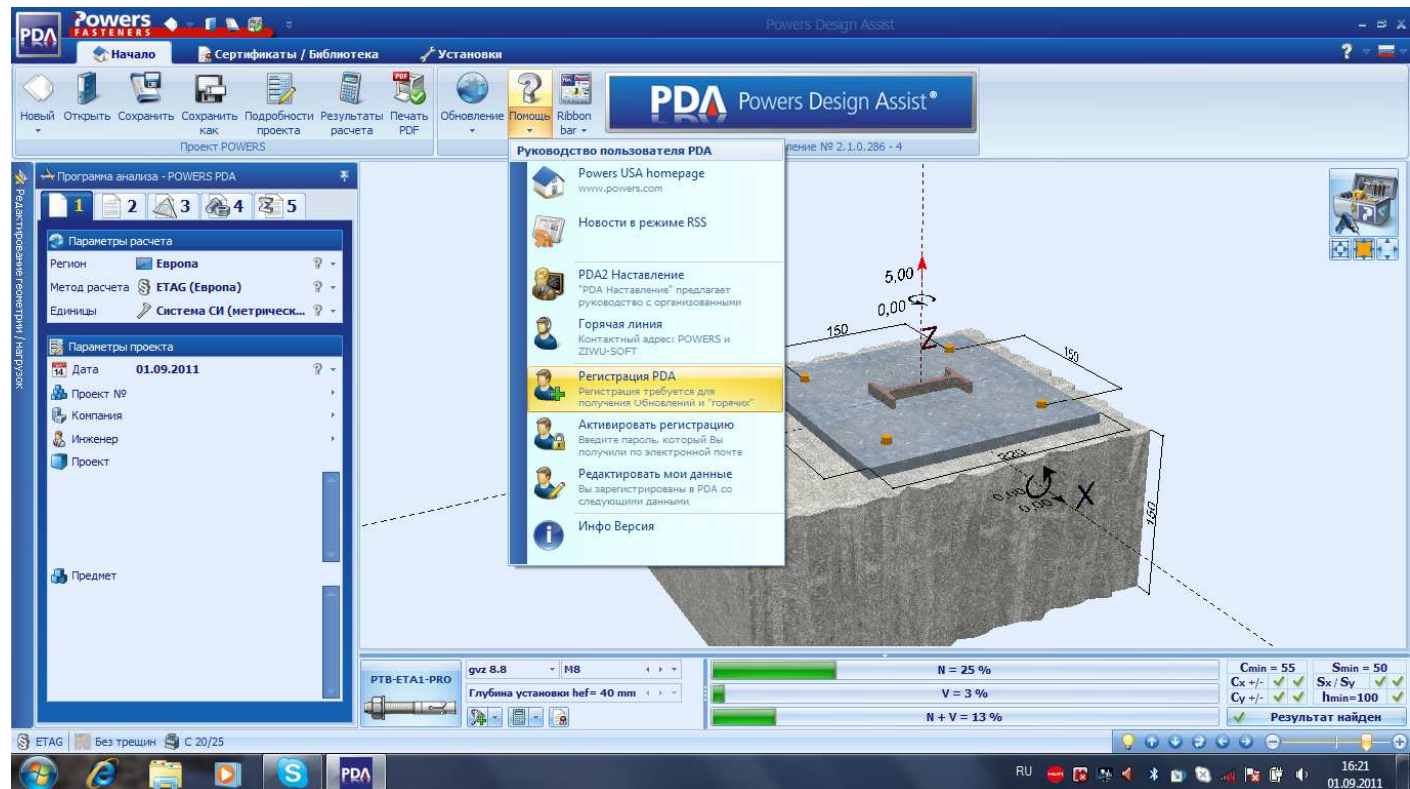 PDA
Powers
FASTENERS
Powers Design Assist
Начало
Сертификаты / Библиотека
Установки
Новый
Открыть
Сохранить
Сохранить
как
Подробности
проекта
Результаты
расчета
Печать
PDF
Обновление
Помощь
Ribbon
bar
Проект POWERS
PDA Powers Design Assist®
ление № 2.1.0.286 - 4
Руководство пользователя PDA
Powers USA homepage
www.powers.com
Новости в режиме RSS
PDA2 Наставление
"PDA Наставление" предлагает
руководство с организованными
Горячая линия
Контактный адрес: POWERS и
ZIWU-SOFT
Регистрация PDA
Регистрация требуется для
получения Обновлений и "горячих"
Активировать регистрацию
Введите пароль, который Вы
получили по электронной почте
Редактировать мои данные
Вы зарегистрированы в PDA со
следующими данными
Инфо Версия
Редактирование геометрии / нагрузок
Программа анализа - POWERS PDA
1 2 3 4 5
Параметры расчета
Регион Европа
Метод расчета ETAG (Европа)
Единицы Система СИ (метрическ...
Параметры проекта
Дата 01.09.2011
Проект №
Компания
Инженер
Проект
Предмет
5,00
0,00
150
Z
150
225
0,00
0,00
X
150
PTB-ETA1-PRO
gvz 8.8
M8
Глубина установки hef= 40 mm
N = 25 %
V = 3 %
N + V = 13 %
Cmin = 55 Smin = 50
Cx +/- Sx / Sy
Cy +/- hmin=100
Результат найден
ETAG Без трещин C 20/25
PDA
RU
16:21
01.09.2011